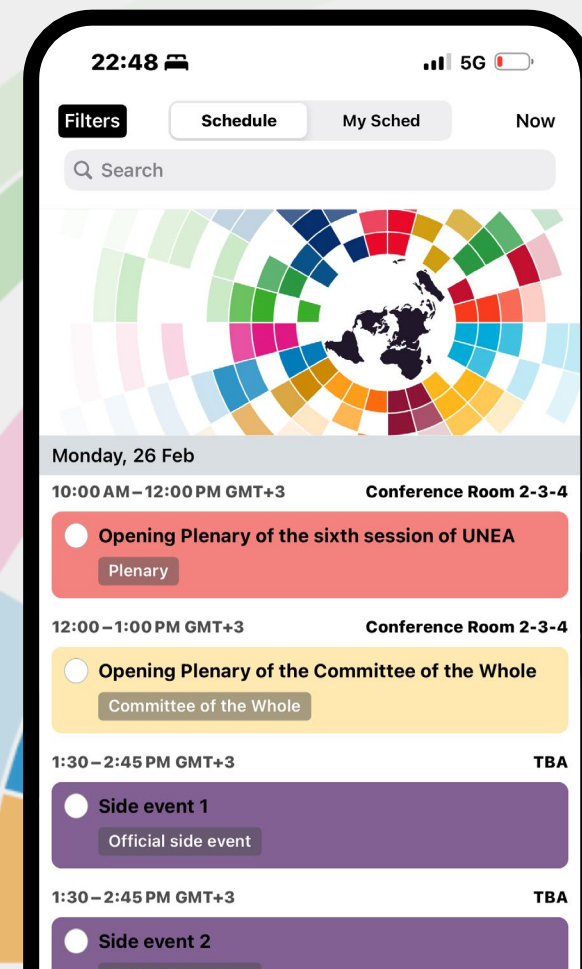 22:48 5G
Filters Schedule My Sched Now
Search
Monday, 26 Feb
10:00 AM – 12:00 PM GMT+3 Conference Room 2-3-4
Opening Plenary of the sixth session of UNEA
Plenary
12:00 – 1:00 PM GMT+3 Conference Room 2-3-4
Opening Plenary of the Committee of the Whole
Committee of the Whole
1:30 – 2:45 PM GMT+3 TBA
Side event 1
Official side event
1:30 – 2:45 PM GMT+3 TBA
Side event 2